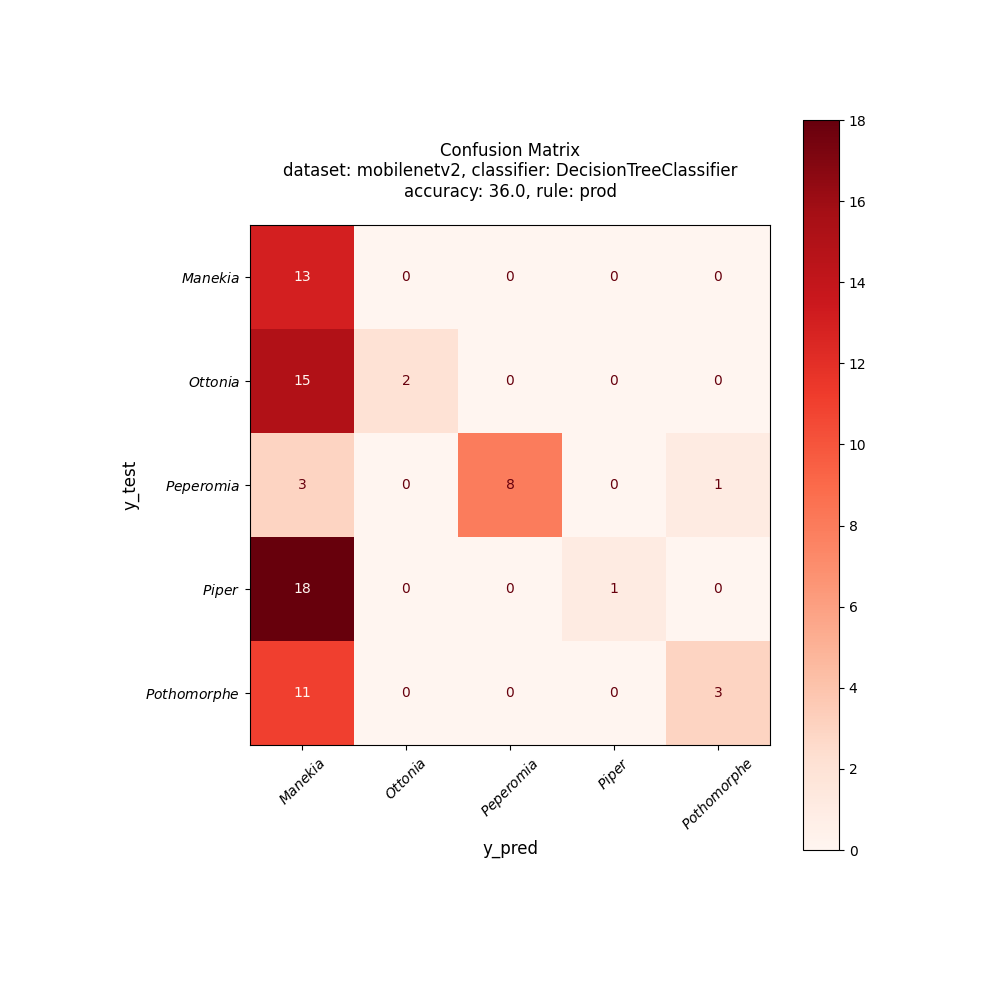 Confusion Matrix
dataset: mobilenetv2, classifier: DecisionTreeClassifier
accuracy: 36.0, rule: prod
Manekia 13 0 0 0 0
Ottonia 15 2 0 0 0
Peperomia 3 0 8 0 1
Piper 18 0 0 1 0
Pothomorphe 11 0 0 0 3
y_test
Manekia Ottonia Peperomia Piper Pothomorphe
y_pred
18
16
14
12
10
8
6
4
2
0